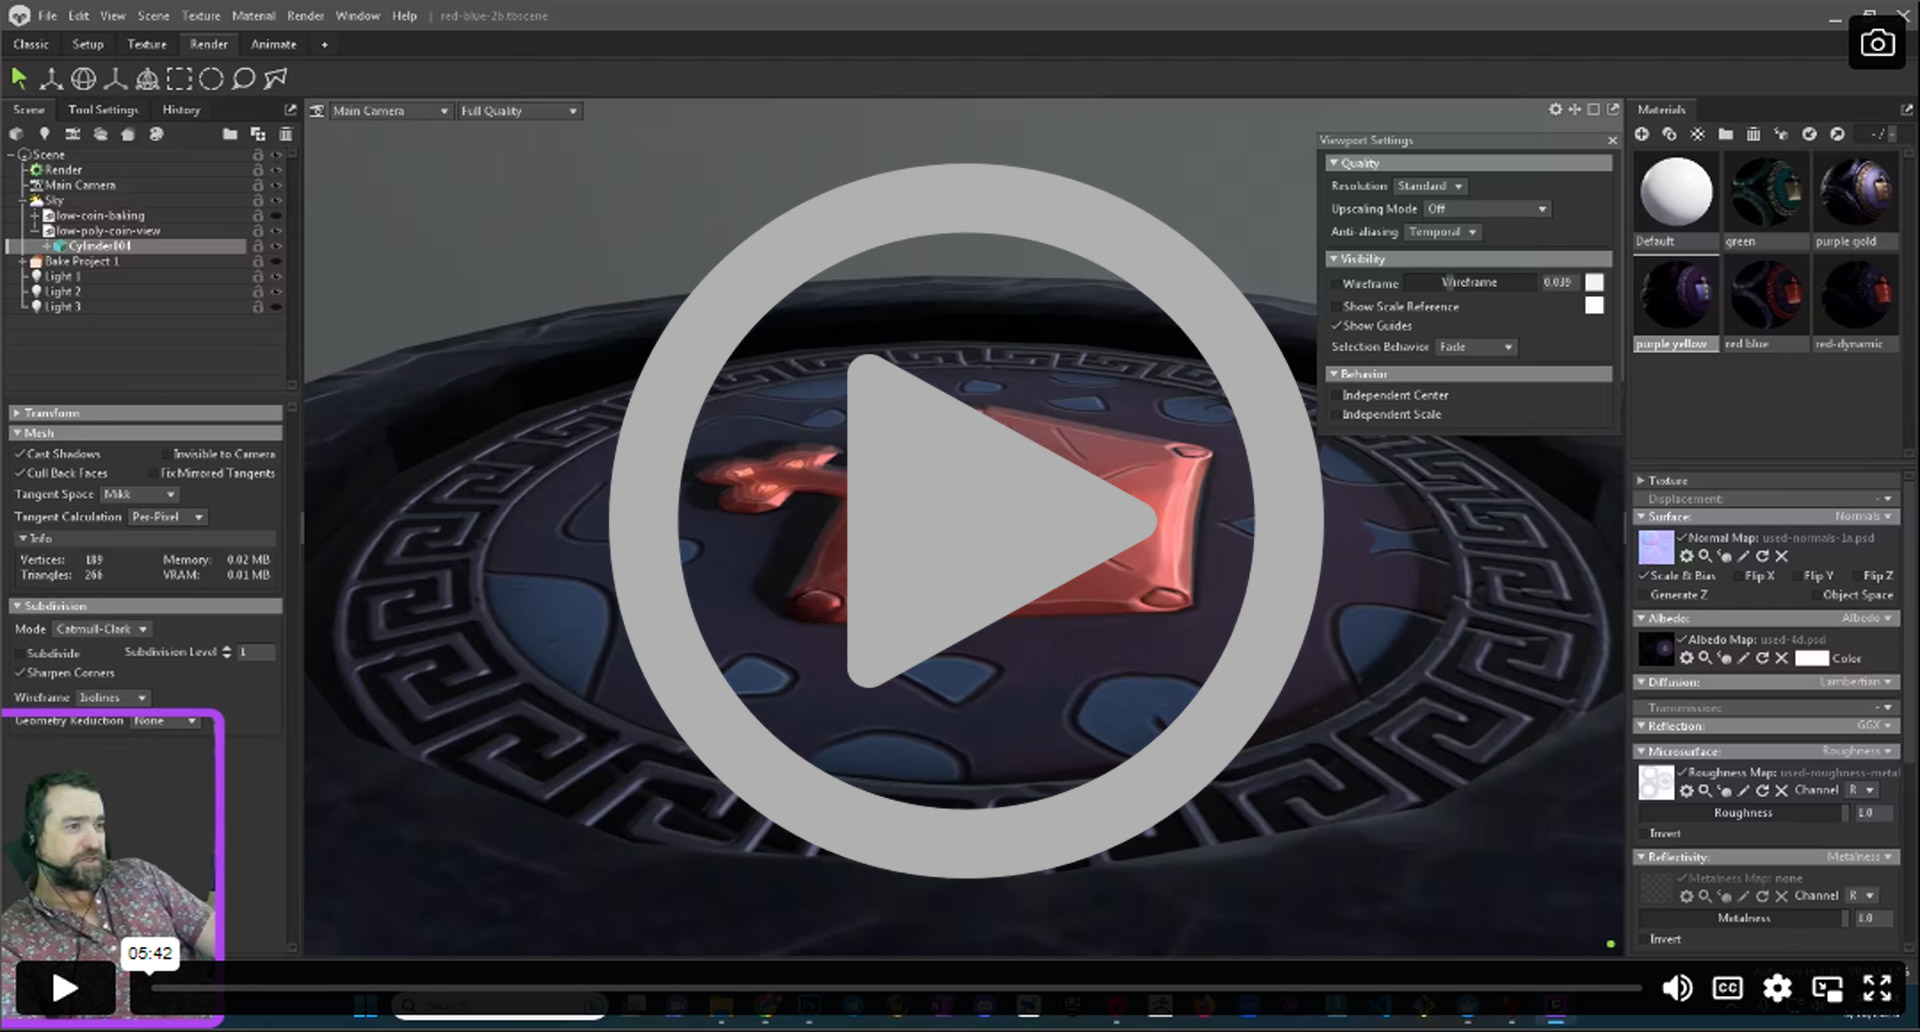 File Edit View Scene Texture Material Render Window Help | red-blue-2b.tbscene
Classic Setup Texture Render Animate +
Scene Tool Settings History
Main Camera Full Quality
Materials
Scene
Render
Main Camera
Sky
low-coin-baking
low-poly-coin-view
Cylinder001
Bake Project 1
Light 1
Light 2
Light 3
Transform
Mesh
Cast Shadows Invisible to Camera
Cull Back Faces Fix Mirrored Tangents
Tangent Space Mikk
Tangent Calculation Per-Pixel
Info
Vertices: 189 Memory: 0.02 MB
Triangles: 266 VRAM: 0.01 MB
Subdivision
Mode Catmull-Clark
Subdivide Subdivision Level 1
Sharpen Corners
Wireframe Isolines
Geometry Reduction None
05:42
Viewport Settings
Quality
Resolution Standard
Upscaling Mode Off
Anti-aliasing Temporal
Visibility
Wireframe Wireframe 0.039
Show Scale Reference
Show Guides
Selection Behavior Fade
Behavior
Independent Center
Independent Scale
Default green purple gold
purple yellow red blue red-dynamic
Texture
Displacement:
Surface: Normals
Normal Map: used-normals-1a.psd
Scale & Bias Flip X Flip Y Flip Z
Generate Z Object Space
Albedo: Albedo
Albedo Map: used-4d.psd
Color
Diffusion: Lambertian
Transmission:
Reflection: GGX
Microsurface: Roughness
Roughness Map: used-roughness-metal
Channel R
Roughness 1.0
Invert
Reflectivity: Metalness
Metalness Map: none
Channel R
Metalness 1.0
Invert
CC
Search